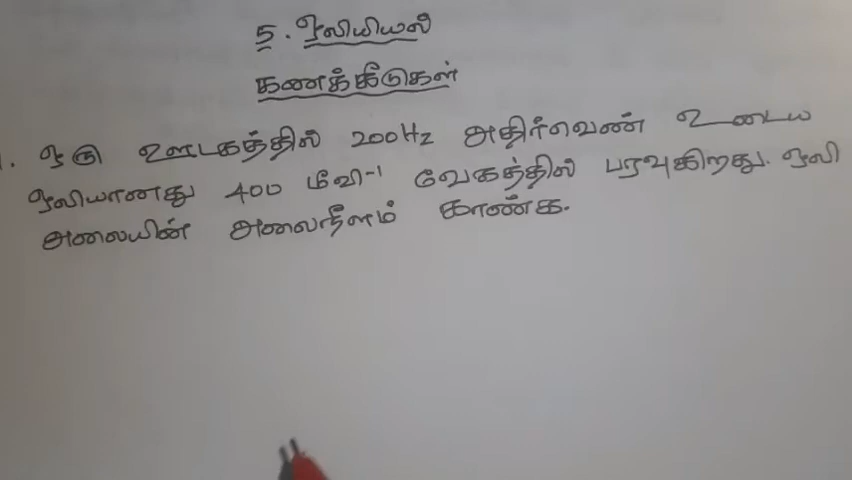 5. ஒலியியல்
கணக்கீடுகள்
1. ஒரு ஊடகத்தில் 200Hz அதிர்வெண் உடைய
ஒலியானது 400 மீவி-1 வேகத்தில் பரவுகிறது. ஒலி
அலையின் அலைநீளம் காண்க.